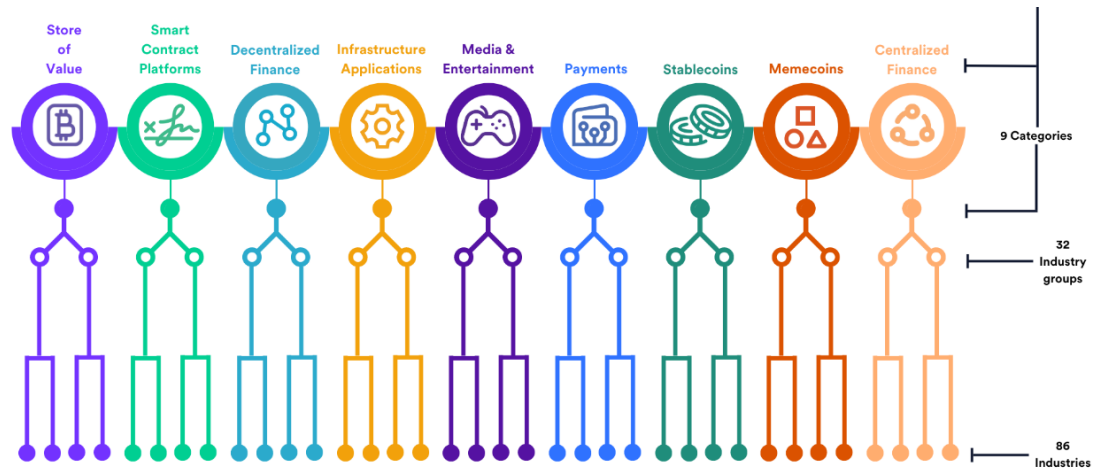 Store
of
Value
Smart
Contract
Platforms
Decentralized
Finance
Infrastructure
Applications
Media &
Entertainment
Payments
Stablecoins
Memecoins
Centralized
Finance
9 Categories
32
Industry
groups
86
Industries